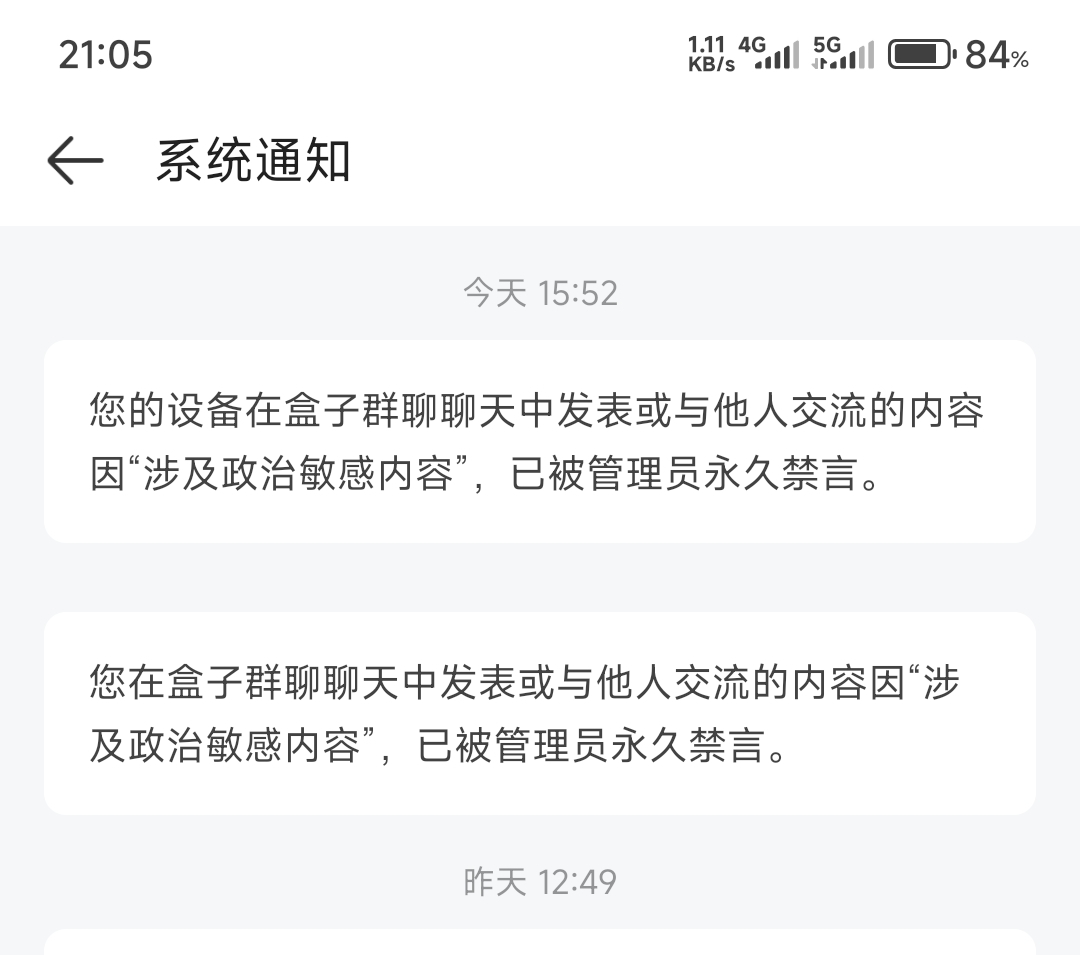 21:05 1.11 KB/s 4G 5G 84%
系统通知
今天 15:52
您的设备在盒子群聊聊天中发表或与他人交流的内容
因“涉及政治敏感内容”，已被管理员永久禁言。
您在盒子群聊聊天中发表或与他人交流的内容因“涉
及政治敏感内容”，已被管理员永久禁言。
昨天 12:49